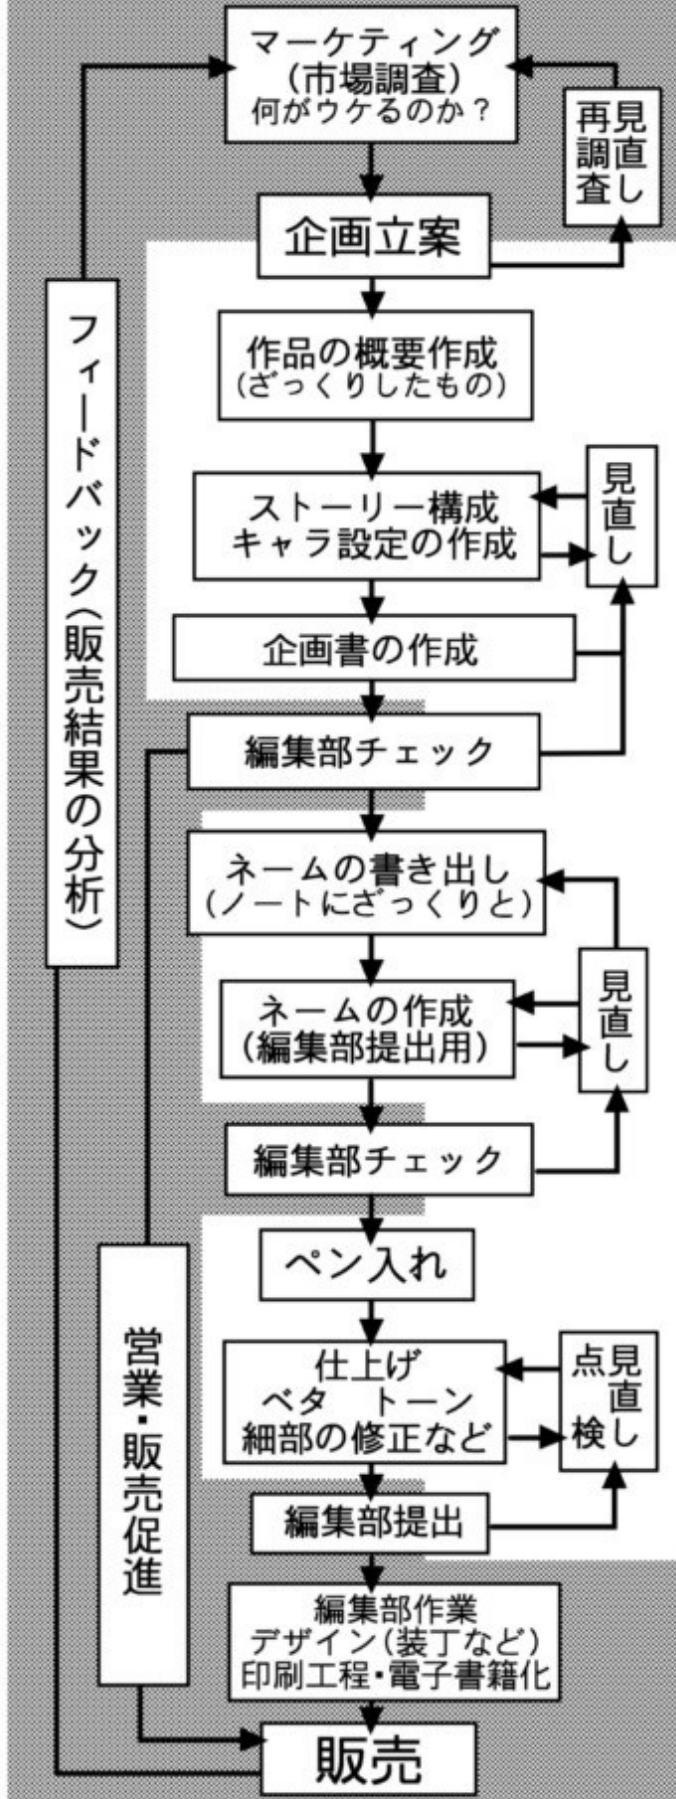 マーケティング
（市場調査）
何がウケるのか？
見直し
再調査
企画立案
作品の概要作成
（ざっくりしたもの）
フィードバック（販売結果の分析）
ストーリー構成
キャラ設定の作成
見直し
企画書の作成
編集部チェック
ネームの書き出し
（ノートにざっくりと）
ネームの作成
（編集部提出用）
見直し
編集部チェック
ペン入れ
営業・販売促進
仕上げ
ベタ　トーン
細部の修正など
見直し
点検
編集部提出
編集部作業
デザイン（装丁など）
印刷工程・電子書籍化
販売